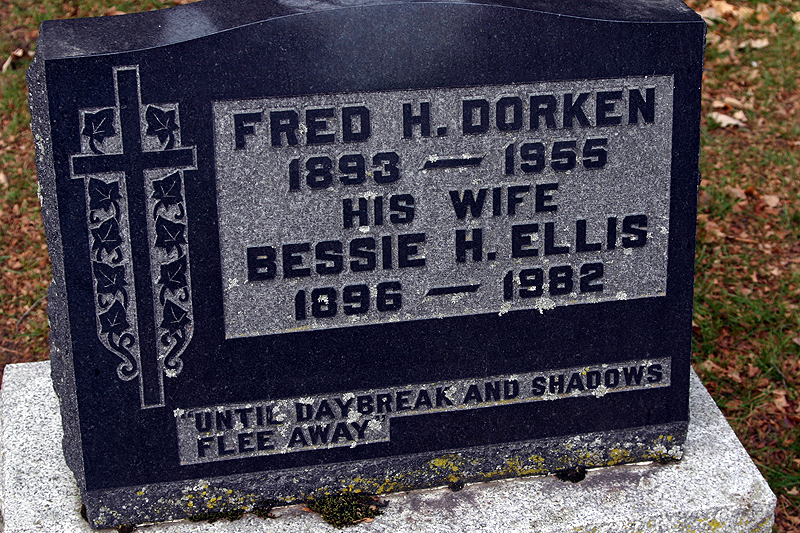 FRED H. DORKEN
1893 — 1955
HIS WIFE
BESSIE H. ELLIS
1896 — 1982
"UNTIL DAYBREAK AND SHADOWS
FLEE AWAY"